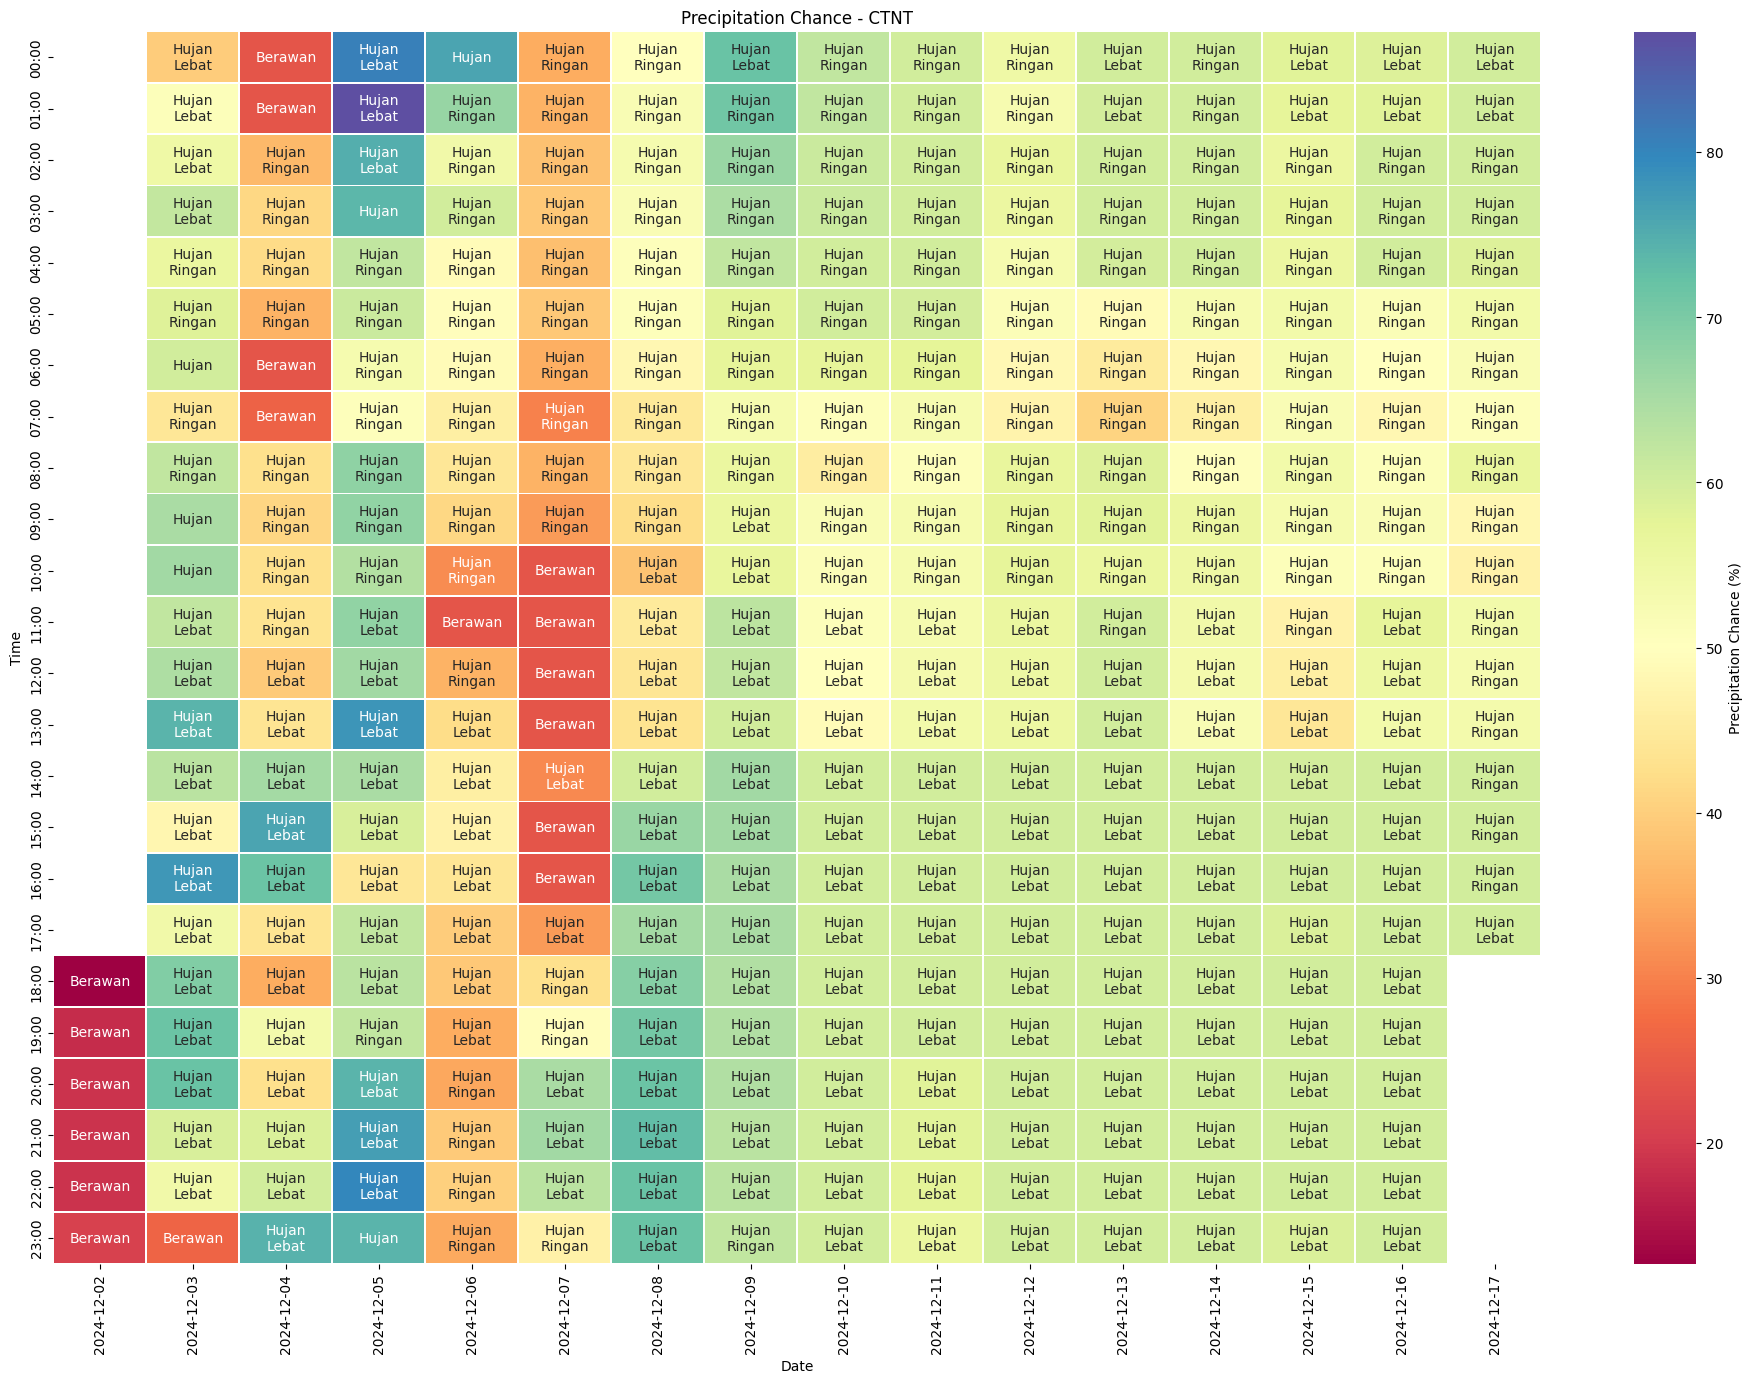 Precipitation Chance - CTNT
00:00 Hujan Lebat Berawan Hujan Lebat Hujan Hujan Ringan Hujan Ringan Hujan Lebat Hujan Ringan Hujan Ringan Hujan Ringan Hujan Lebat Hujan Ringan Hujan Lebat Hujan Lebat Hujan Lebat
01:00 Hujan Lebat Berawan Hujan Lebat Hujan Ringan Hujan Ringan Hujan Ringan Hujan Ringan Hujan Ringan Hujan Ringan Hujan Ringan Hujan Lebat Hujan Ringan Hujan Lebat Hujan Lebat Hujan Lebat
02:00 Hujan Lebat Hujan Ringan Hujan Lebat Hujan Ringan Hujan Ringan Hujan Ringan Hujan Ringan Hujan Ringan Hujan Ringan Hujan Ringan Hujan Ringan Hujan Ringan Hujan Ringan Hujan Ringan Hujan Ringan
03:00 Hujan Lebat Hujan Ringan Hujan Hujan Ringan Hujan Ringan Hujan Ringan Hujan Ringan Hujan Ringan Hujan Ringan Hujan Ringan Hujan Ringan Hujan Ringan Hujan Ringan Hujan Ringan Hujan Ringan
04:00 Hujan Ringan Hujan Ringan Hujan Ringan Hujan Ringan Hujan Ringan Hujan Ringan Hujan Ringan Hujan Ringan Hujan Ringan Hujan Ringan Hujan Ringan Hujan Ringan Hujan Ringan Hujan Ringan Hujan Ringan
05:00 Hujan Ringan Hujan Ringan Hujan Ringan Hujan Ringan Hujan Ringan Hujan Ringan Hujan Ringan Hujan Ringan Hujan Ringan Hujan Ringan Hujan Ringan Hujan Ringan Hujan Ringan Hujan Ringan Hujan Ringan
06:00 Hujan Berawan Hujan Ringan Hujan Ringan Hujan Ringan Hujan Ringan Hujan Ringan Hujan Ringan Hujan Ringan Hujan Ringan Hujan Ringan Hujan Ringan Hujan Ringan Hujan Ringan Hujan Ringan
07:00 Hujan Ringan Berawan Hujan Ringan Hujan Ringan Hujan Ringan Hujan Ringan Hujan Ringan Hujan Ringan Hujan Ringan Hujan Ringan Hujan Ringan Hujan Ringan Hujan Ringan Hujan Ringan Hujan Ringan
08:00 Hujan Ringan Hujan Ringan Hujan Ringan Hujan Ringan Hujan Ringan Hujan Ringan Hujan Ringan Hujan Ringan Hujan Ringan Hujan Ringan Hujan Ringan Hujan Ringan Hujan Ringan Hujan Ringan Hujan Ringan
09:00 Hujan Hujan Ringan Hujan Ringan Hujan Ringan Hujan Ringan Hujan Ringan Hujan Lebat Hujan Ringan Hujan Ringan Hujan Ringan Hujan Ringan Hujan Ringan Hujan Ringan Hujan Ringan Hujan Ringan
10:00 Hujan Hujan Ringan Hujan Ringan Hujan Ringan Berawan Hujan Lebat Hujan Lebat Hujan Ringan Hujan Ringan Hujan Ringan Hujan Ringan Hujan Ringan Hujan Ringan Hujan Ringan Hujan Ringan
11:00 Hujan Lebat Hujan Ringan Hujan Lebat Berawan Berawan Hujan Lebat Hujan Lebat Hujan Lebat Hujan Lebat Hujan Lebat Hujan Ringan Hujan Lebat Hujan Ringan Hujan Lebat Hujan Ringan
12:00 Hujan Lebat Hujan Lebat Hujan Lebat Hujan Ringan Berawan Hujan Lebat Hujan Lebat Hujan Lebat Hujan Lebat Hujan Lebat Hujan Lebat Hujan Lebat Hujan Lebat Hujan Lebat Hujan Ringan
13:00 Hujan Lebat Hujan Lebat Hujan Lebat Hujan Lebat Berawan Hujan Lebat Hujan Lebat Hujan Lebat Hujan Lebat Hujan Lebat Hujan Lebat Hujan Lebat Hujan Lebat Hujan Lebat Hujan Ringan
14:00 Hujan Lebat Hujan Lebat Hujan Lebat Hujan Lebat Hujan Lebat Hujan Lebat Hujan Lebat Hujan Lebat Hujan Lebat Hujan Lebat Hujan Lebat Hujan Lebat Hujan Lebat Hujan Lebat Hujan Ringan
15:00 Hujan Lebat Hujan Lebat Hujan Lebat Hujan Lebat Berawan Hujan Lebat Hujan Lebat Hujan Lebat Hujan Lebat Hujan Lebat Hujan Lebat Hujan Lebat Hujan Lebat Hujan Lebat Hujan Ringan
16:00 Hujan Lebat Hujan Lebat Hujan Lebat Hujan Lebat Berawan Hujan Lebat Hujan Lebat Hujan Lebat Hujan Lebat Hujan Lebat Hujan Lebat Hujan Lebat Hujan Lebat Hujan Lebat Hujan Ringan
17:00 Hujan Lebat Hujan Lebat Hujan Lebat Hujan Lebat Hujan Lebat Hujan Lebat Hujan Lebat Hujan Lebat Hujan Lebat Hujan Lebat Hujan Lebat Hujan Lebat Hujan Lebat Hujan Lebat Hujan Lebat
18:00 Berawan Hujan Lebat Hujan Lebat Hujan Lebat Hujan Lebat Hujan Ringan Hujan Lebat Hujan Lebat Hujan Lebat Hujan Lebat Hujan Lebat Hujan Lebat Hujan Lebat Hujan Lebat Hujan Lebat
19:00 Berawan Hujan Lebat Hujan Lebat Hujan Ringan Hujan Lebat Hujan Ringan Hujan Lebat Hujan Lebat Hujan Lebat Hujan Lebat Hujan Lebat Hujan Lebat Hujan Lebat Hujan Lebat Hujan Lebat
20:00 Berawan Hujan Lebat Hujan Lebat Hujan Lebat Hujan Ringan Hujan Lebat Hujan Lebat Hujan Lebat Hujan Lebat Hujan Lebat Hujan Lebat Hujan Lebat Hujan Lebat Hujan Lebat Hujan Lebat
21:00 Berawan Hujan Lebat Hujan Lebat Hujan Lebat Hujan Ringan Hujan Lebat Hujan Lebat Hujan Lebat Hujan Lebat Hujan Lebat Hujan Lebat Hujan Lebat Hujan Lebat Hujan Lebat Hujan Lebat
22:00 Berawan Hujan Lebat Hujan Lebat Hujan Lebat Hujan Ringan Hujan Lebat Hujan Lebat Hujan Lebat Hujan Lebat Hujan Lebat Hujan Lebat Hujan Lebat Hujan Lebat Hujan Lebat Hujan Lebat
23:00 Berawan Berawan Hujan Lebat Hujan Hujan Ringan Hujan Ringan Hujan Lebat Hujan Ringan Hujan Lebat Hujan Lebat Hujan Lebat Hujan Lebat Hujan Lebat Hujan Lebat Hujan Lebat
Time
2024-12-02 2024-12-03 2024-12-04 2024-12-05 2024-12-06 2024-12-07 2024-12-08 2024-12-09 2024-12-10 2024-12-11 2024-12-12 2024-12-13 2024-12-14 2024-12-15 2024-12-16 2024-12-17
Date
80
70
60
50
40
30
20
Precipitation Chance (%)